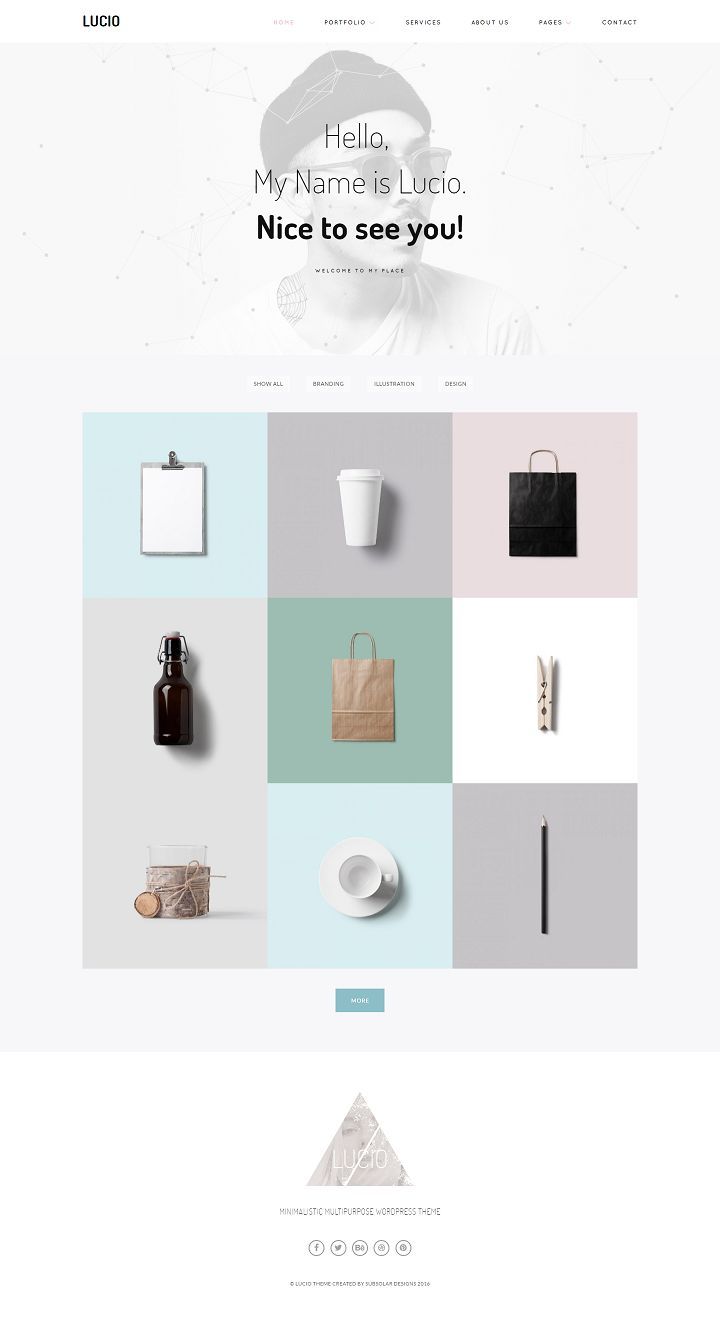 LUCIO
HOME PORTFOLIO SERVICES ABOUT US PAGES CONTACT
Hello,
My Name is Lucio.
Nice to see you!
WELCOME TO MY PLACE
SHOW ALL BRANDING ILLUSTRATION DESIGN
MORE
LUCIO
MINIMALISTIC MULTIPURPOSE WORDPRESS THEME
© LUCIO THEME CREATED BY SUBSOLAR DESIGNS 2016